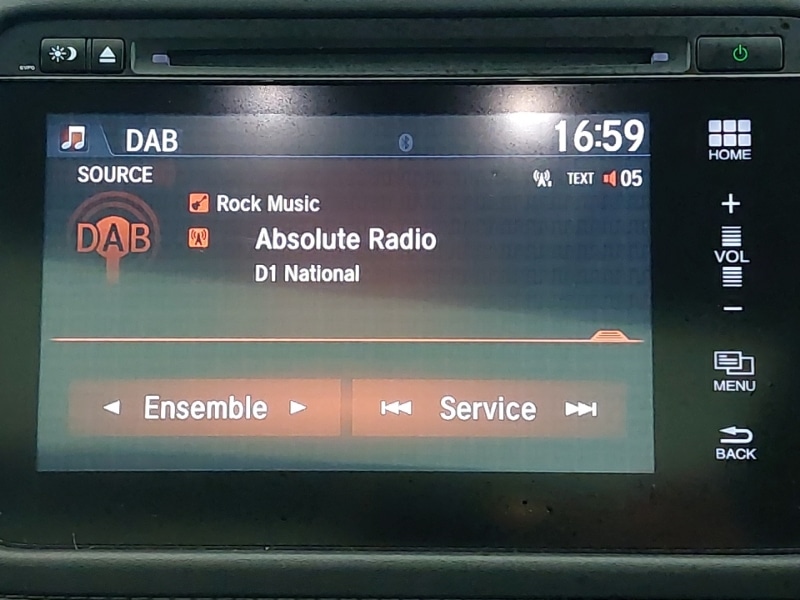 DAB
16:59
HOME
SOURCE
TEXT 05
Rock Music
DAB
Absolute Radio
D1 National
+
VOL
−
MENU
Ensemble
Service
BACK